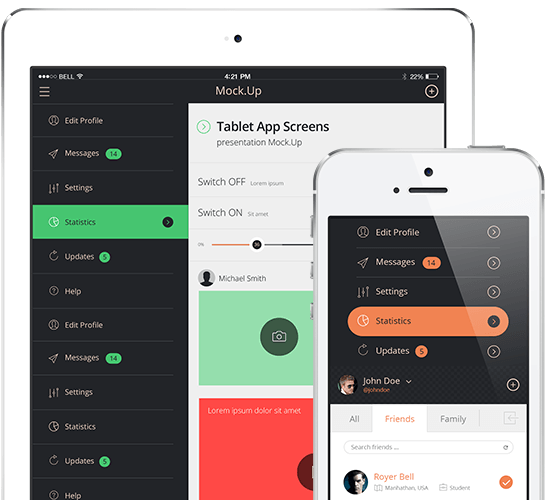 BELL 4:21 PM 22%
Mock.Up
Edit Profile
Messages 14
Settings
Statistics
Updates 5
Help
Edit Profile
Messages 14
Settings
Statistics
Updates 5
Help
Tablet App Screens
presentation Mock.Up
Switch OFF Lorem ipsum
Switch ON Sit amet
0% 36
Michael Smith
Lorem ipsum dolor sit amet
Edit Profile
Messages 14
Settings
Statistics
Updates 5
John Doe
@johndoe
All Friends Family
Search friends ...
Royer Bell
Manhathan, USA Student